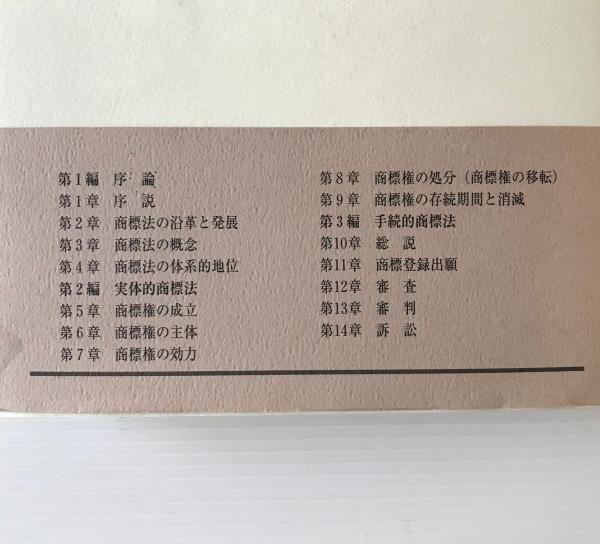 第1編 序 論
第1章 序 説
第2章 商標法の沿革と発展
第3章 商標法の概念
第4章 商標法の体系的地位
第2編 実体的商標法
第5章 商標権の成立
第6章 商標権の主体
第7章 商標権の効力
第8章 商標権の処分（商標権の移転）
第9章 商標権の存続期間と消滅
第3編 手続的商標法
第10章 総 説
第11章 商標登録出願
第12章 審 査
第13章 審 判
第14章 訴 訟